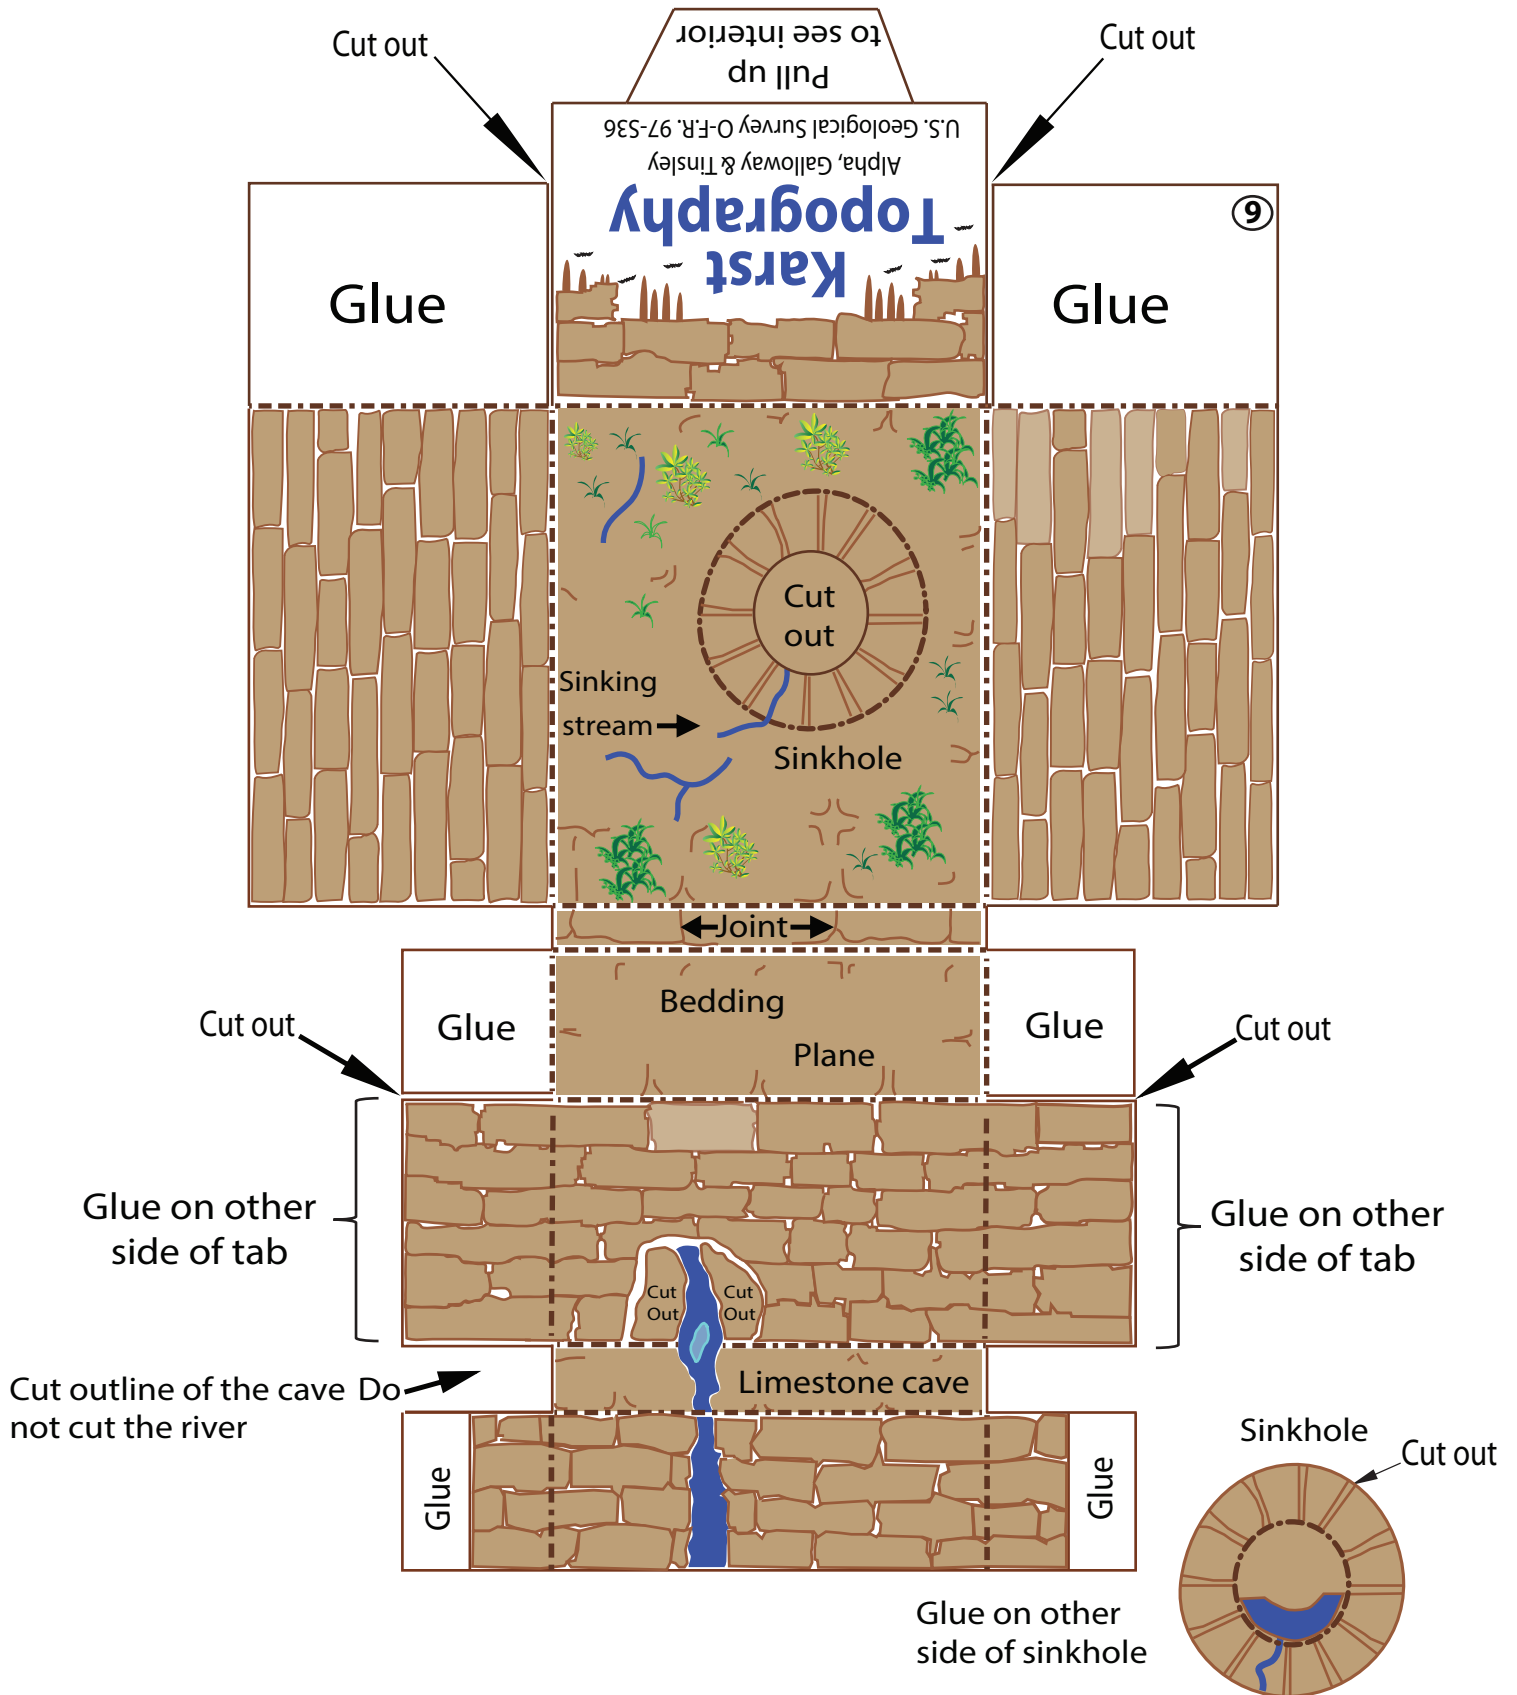 Cut out
Cut out
Pull up
to see interior
Karst
Topography
Alpha, Galloway & Tinsley
U.S. Geological Survey O-F.R. 97-536
6
Glue
Glue
Cut
out
Sinking
stream
Sinkhole
Joint
Bedding
Plane
Glue
Glue
Cut out
Cut out
Glue on other
side of tab
Glue on other
side of tab
Cut
Out
Cut
Out
Cut outline of the cave Do
not cut the river
Limestone cave
Glue
Glue
Sinkhole
Cut out
Glue on other
side of sinkhole